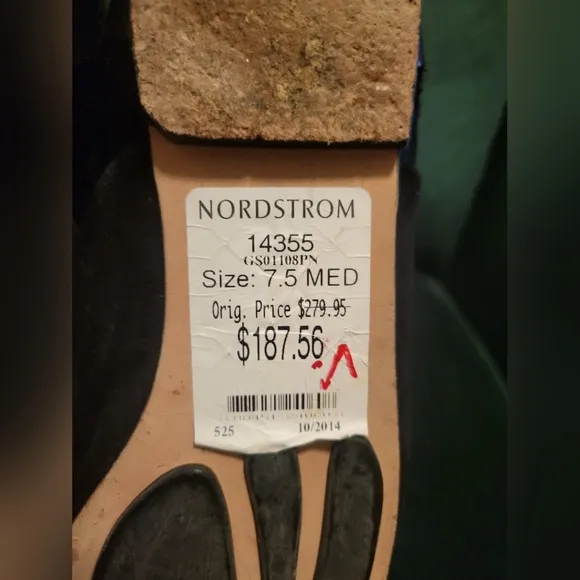 NORDSTROM
14355
GS01108PN
Size: 7.5 MED
Orig. Price $279.95
$187.56
525 10/2014